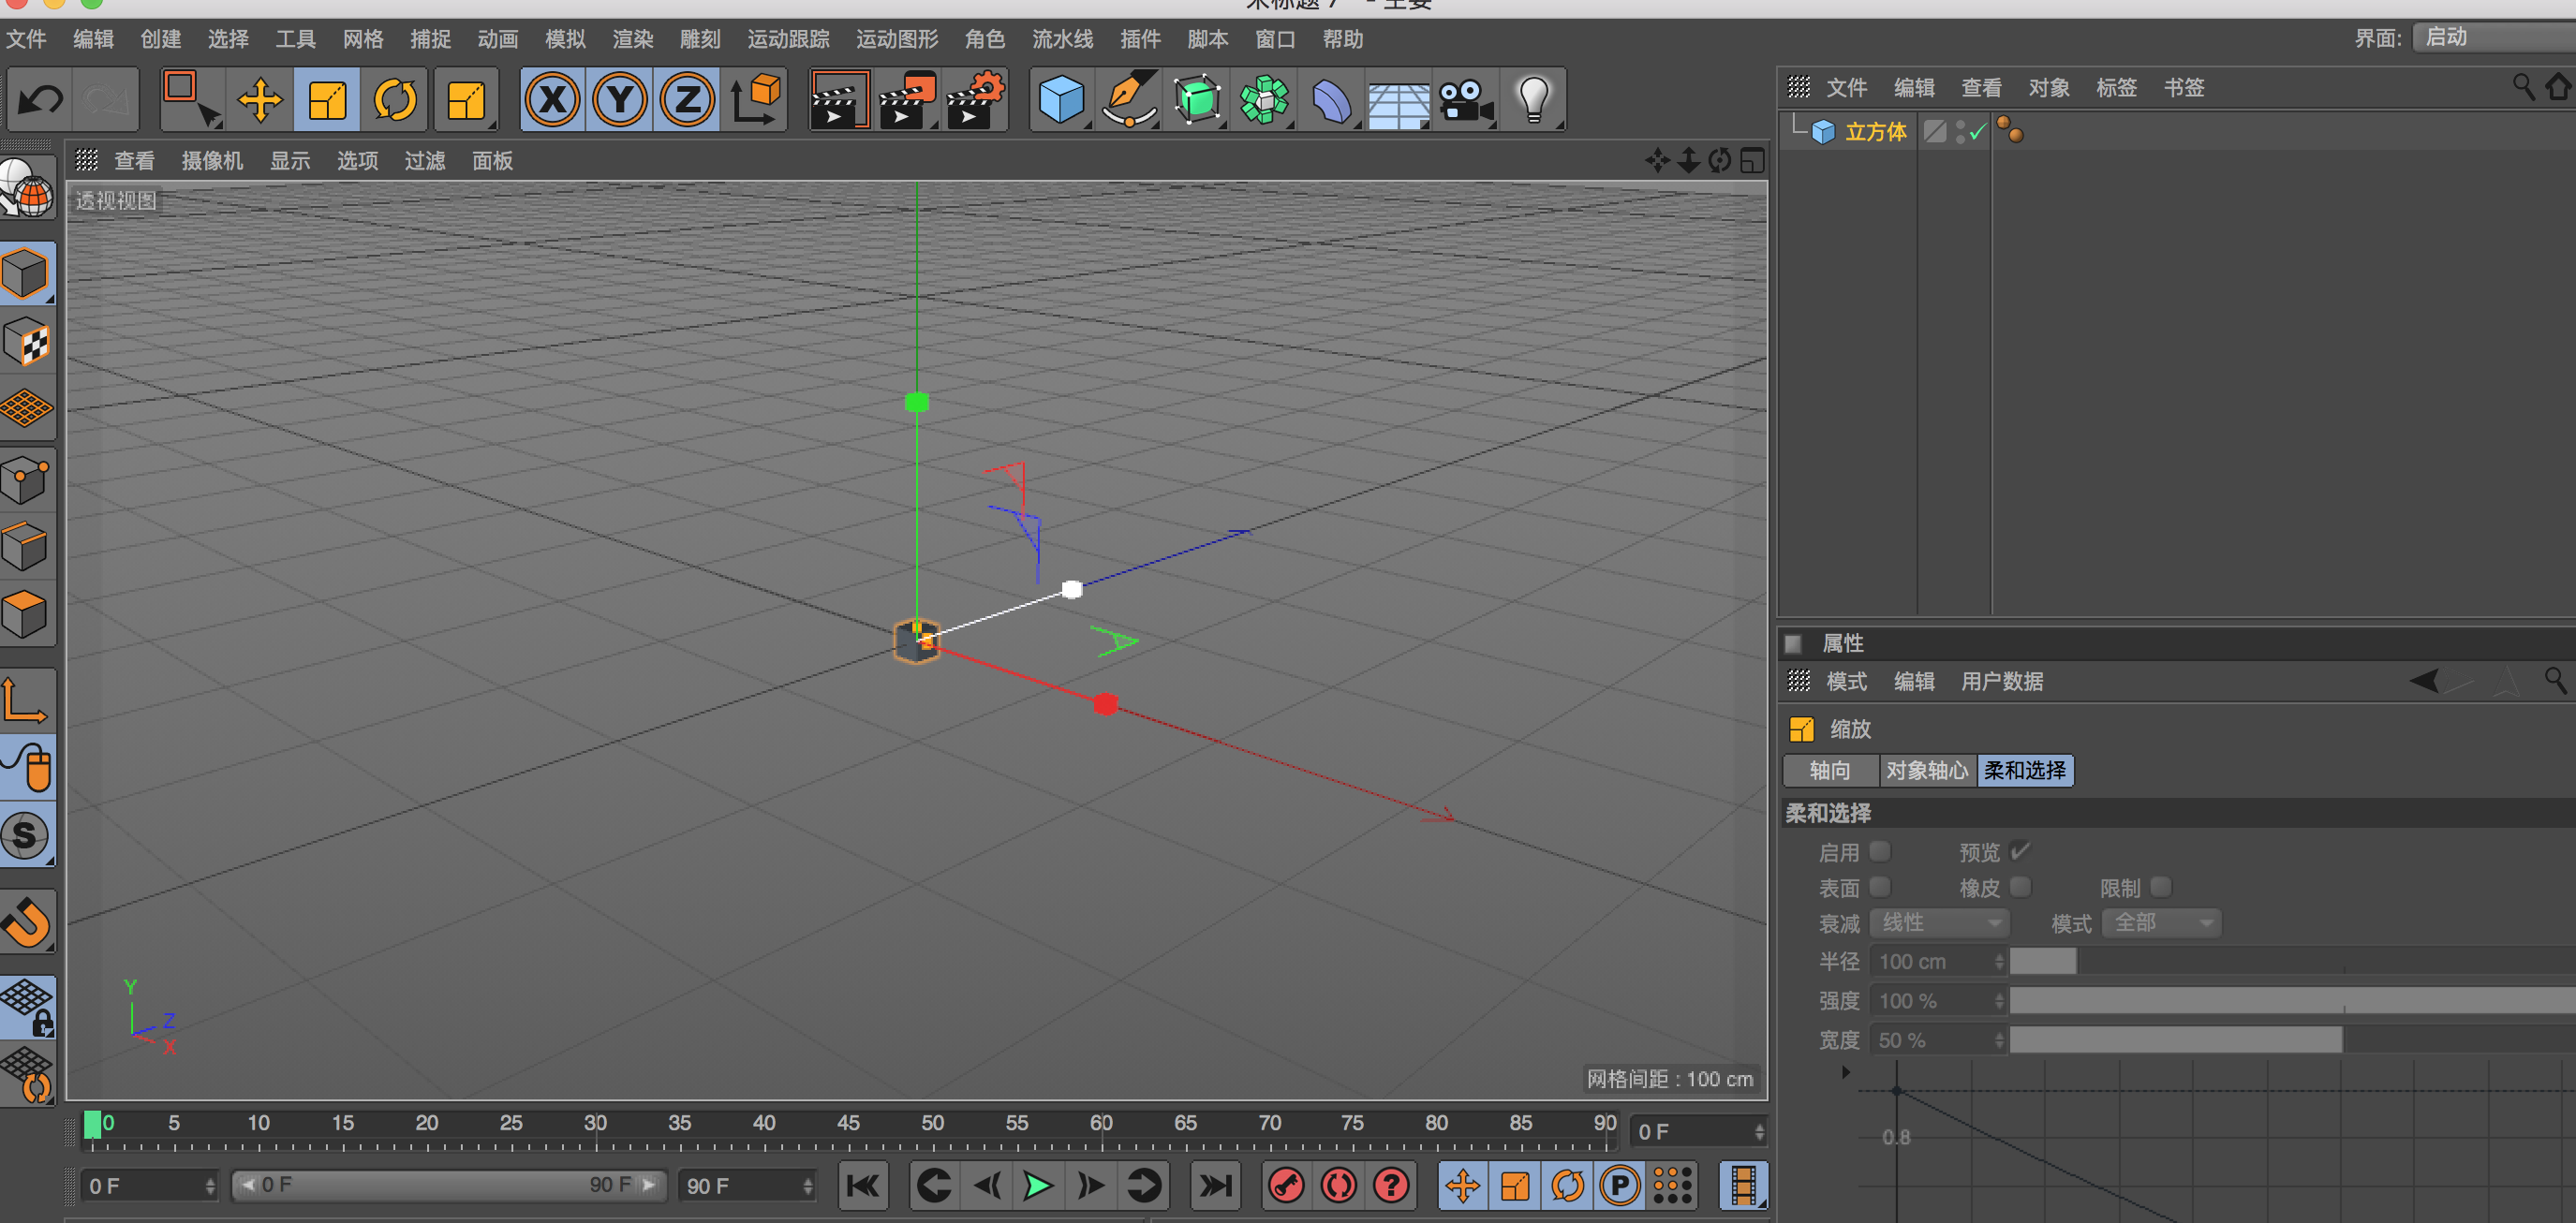 未标题 7 - 主要
文件 编辑 创建 选择 工具 网格 捕捉 动画 模拟 渲染 雕刻 运动跟踪 运动图形 角色 流水线 插件 脚本 窗口 帮助 界面: 启动
X Y Z
文件 编辑 查看 对象 标签 书签
立方体
查看 摄像机 显示 选项 过滤 面板
透视视图
属性
模式 编辑 用户数据
缩放
轴向 对象轴心 柔和选择
柔和选择
启用 预览
表面 橡皮 限制
衰减 线性 模式 全部
半径 100 cm
强度 100 %
宽度 50 %
0.8
S
Y
Z
X
网格间距 : 100 cm
0 5 10 15 20 25 30 35 40 45 50 55 60 65 70 75 80 85 90 0 F
0 F 0 F 90 F 90 F ? P